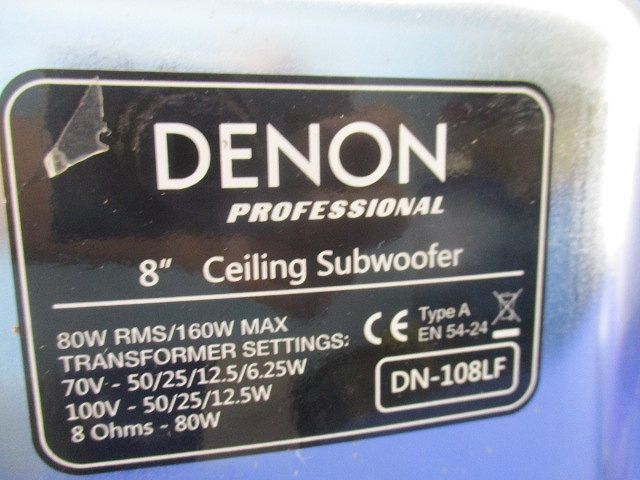 DENON
PROFESSIONAL
8" Ceiling Subwoofer
80W RMS/160W MAX
TRANSFORMER SETTINGS:
70V - 50/25/12.5/6.25W
100V - 50/25/12.5W
8 Ohms - 80W
CE Type A
EN 54-24
DN-108LF